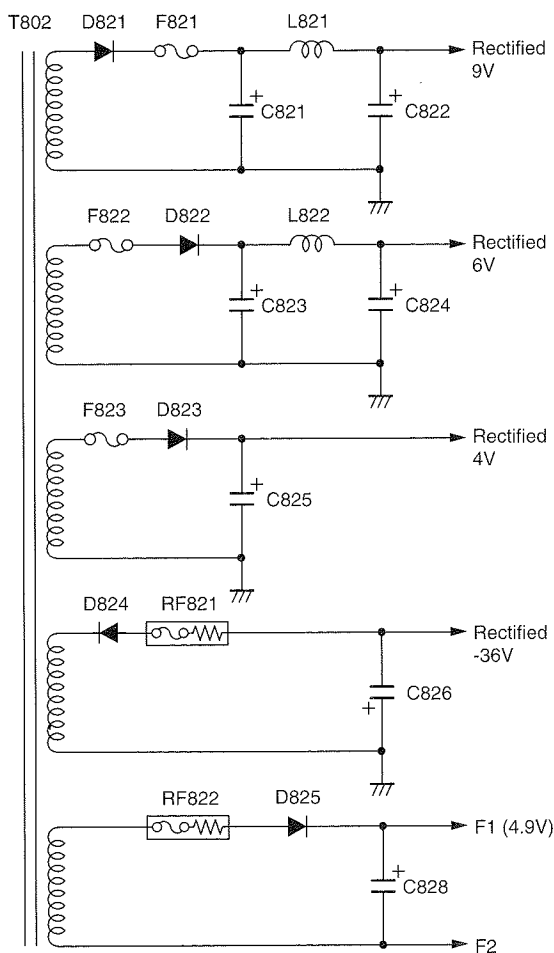 T802 D821 F821 L821
Rectified
9V
+ C821
+ C822
F822 D822 L822
Rectified
6V
+ C823
+ C824
F823 D823
Rectified
4V
+ C825
D824 RF821
Rectified
-36V
+ C826
RF822 D825
F1 (4.9V)
+ C828
F2